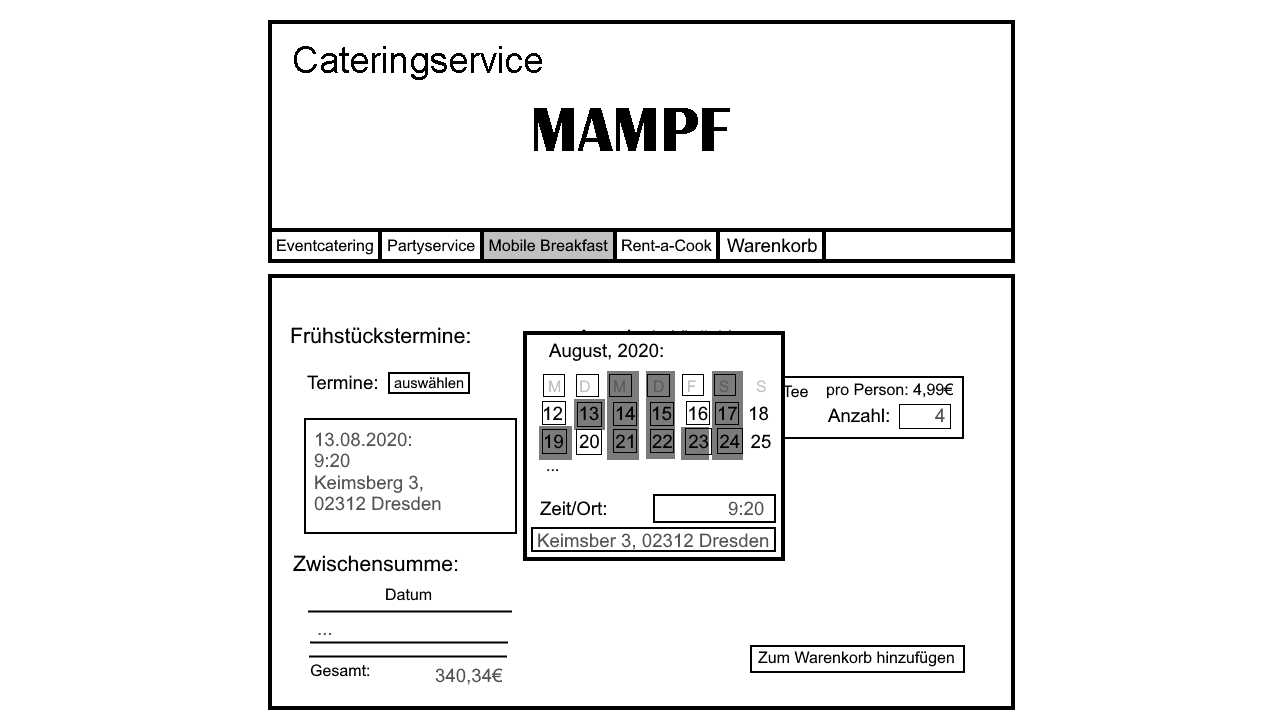 Cateringservice
MAMPF
Eventcatering Partyservice Mobile Breakfast Rent-a-Cook Warenkorb
Frühstückstermine:
Termine: auswählen
13.08.2020:
9:20
Keimsberg 3,
02312 Dresden
August, 2020:
M D M D F S S
12 13 14 15 16 17 18
19 20 21 22 23 24 25
...
Zeit/Ort: 9:20
Keimsber 3, 02312 Dresden
Tee pro Person: 4,99€
Anzahl: 4
Zwischensumme:
Datum
...
Gesamt: 340,34€
Zum Warenkorb hinzufügen